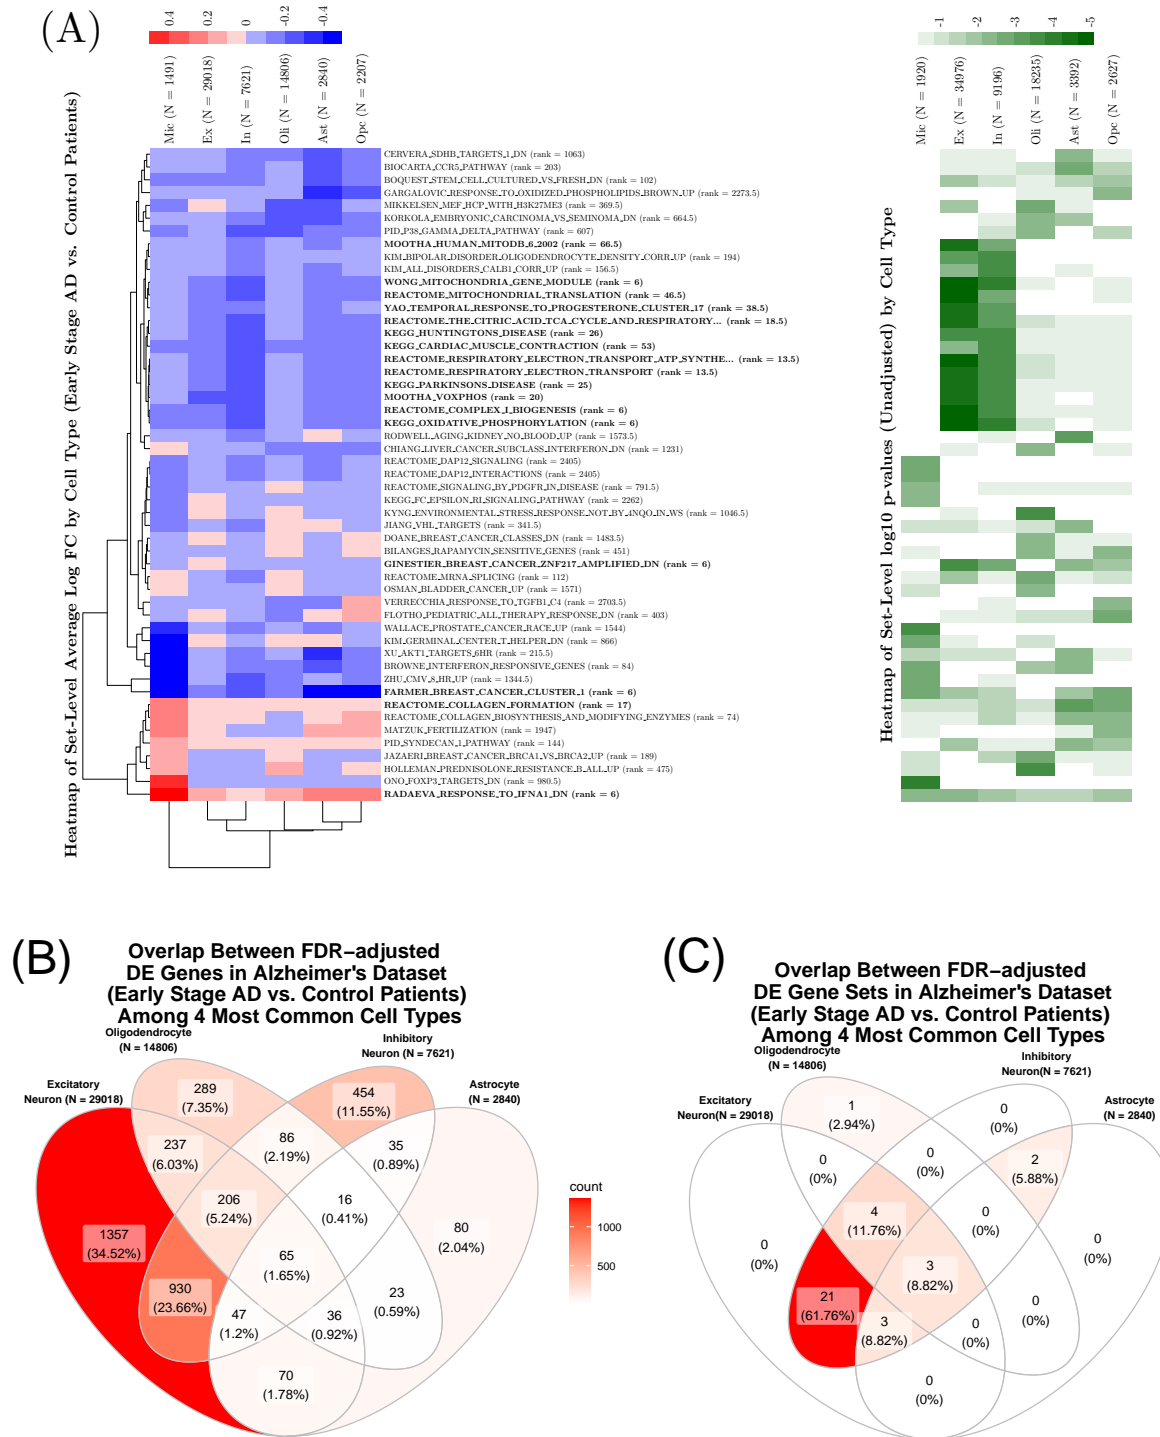 (A)
0.4
0.2
0
-0.2
-0.4
Mic (N = 1491)
Ex (N = 29018)
In (N = 7621)
Oli (N = 14806)
Ast (N = 2840)
Opc (N = 2207)
Heatmap of Set-Level Average Log FC by Cell Type (Early Stage AD vs. Control Patients)
CERVERA_SDHB_TARGETS_1_DN (rank = 1063)
BIOCARTA_CCR5_PATHWAY (rank = 203)
BOQUEST_STEM_CELL_CULTURED_VS_FRESH_DN (rank = 102)
GARGALOVIC_RESPONSE_TO_OXIDIZED_PHOSPHOLIPIDS_BROWN_UP (rank = 2273.5)
MIKKELSEN_MEF_HCP_WITH_H3K27ME3 (rank = 369.5)
KORKOLA_EMBRYONIC_CARCINOMA_VS_SEMINOMA_DN (rank = 664.5)
PID_P38_GAMMA_DELTA_PATHWAY (rank = 607)
MOOTHA_HUMAN_MITODB_6_2002 (rank = 66.5)
KIM_BIPOLAR_DISORDER_OLIGODENDROCYTE_DENSITY_CORR_UP (rank = 194)
KIM_ALL_DISORDERS_CALB1_CORR_UP (rank = 156.5)
WONG_MITOCHONDRIA_GENE_MODULE (rank = 6)
REACTOME_MITOCHONDRIAL_TRANSLATION (rank = 46.5)
YAO_TEMPORAL_RESPONSE_TO_PROGESTERONE_CLUSTER_17 (rank = 38.5)
REACTOME_THE_CITRIC_ACID_TCA_CYCLE_AND_RESPIRATORY... (rank = 18.5)
KEGG_HUNTINGTONS_DISEASE (rank = 26)
KEGG_CARDIAC_MUSCLE_CONTRACTION (rank = 53)
REACTOME_RESPIRATORY_ELECTRON_TRANSPORT_ATP_SYNTHE... (rank = 13.5)
REACTOME_RESPIRATORY_ELECTRON_TRANSPORT (rank = 13.5)
KEGG_PARKINSONS_DISEASE (rank = 25)
MOOTHA_VOXPHOS (rank = 20)
REACTOME_COMPLEX_I_BIOGENESIS (rank = 6)
KEGG_OXIDATIVE_PHOSPHORYLATION (rank = 6)
RODWELL_AGING_KIDNEY_NO_BLOOD_UP (rank = 1573.5)
CHIANG_LIVER_CANCER_SUBCLASS_INTERFERON_DN (rank = 1231)
REACTOME_DAP12_SIGNALING (rank = 2405)
REACTOME_DAP12_INTERACTIONS (rank = 2405)
REACTOME_SIGNALING_BY_PDGFR_IN_DISEASE (rank = 791.5)
KEGG_FC_EPSILON_RI_SIGNALING_PATHWAY (rank = 2262)
KYNG_ENVIRONMENTAL_STRESS_RESPONSE_NOT_BY_4NQO_IN_WS (rank = 1046.5)
JIANG_VHL_TARGETS (rank = 341.5)
DOANE_BREAST_CANCER_CLASSES_DN (rank = 1483.5)
BILANGES_RAPAMYCIN_SENSITIVE_GENES (rank = 451)
GINESTIER_BREAST_CANCER_ZNF217_AMPLIFIED_DN (rank = 6)
REACTOME_MRNA_SPLICING (rank = 112)
OSMAN_BLADDER_CANCER_UP (rank = 1571)
VERRECCHIA_RESPONSE_TO_TGFB1_C4 (rank = 2703.5)
FLOTHO_PEDIATRIC_ALL_THERAPY_RESPONSE_DN (rank = 403)
WALLACE_PROSTATE_CANCER_RACE_UP (rank = 1544)
KIM_GERMINAL_CENTER_T_HELPER_DN (rank = 866)
XU_AKT1_TARGETS_6HR (rank = 215.5)
BROWNE_INTERFERON_RESPONSIVE_GENES (rank = 84)
ZHU_CMV_8_HR_UP (rank = 1344.5)
FARMER_BREAST_CANCER_CLUSTER_1 (rank = 6)
REACTOME_COLLAGEN_FORMATION (rank = 17)
REACTOME_COLLAGEN_BIOSYNTHESIS_AND_MODIFYING_ENZYMES (rank = 74)
MATZUK_FERTILIZATION (rank = 1947)
PID_SYNDECAN_1_PATHWAY (rank = 144)
JAZAERI_BREAST_CANCER_BRCA1_VS_BRCA2_UP (rank = 189)
HOLLEMAN_PREDNISOLONE_RESISTANCE_B_ALL_UP (rank = 475)
ONO_FOXP3_TARGETS_DN (rank = 980.5)
RADAEVA_RESPONSE_TO_IFNA1_DN (rank = 6)
-1
-2
-3
-4
-5
Mic (N = 1920)
Ex (N = 34976)
In (N = 9196)
Oli (N = 18235)
Ast (N = 3392)
Opc (N = 2627)
Heatmap of Set-Level log10 p-values (Unadjusted) by Cell Type
(B)
Overlap Between FDR−adjusted
DE Genes in Alzheimer's Dataset
(Early Stage AD vs. Control Patients)
Among 4 Most Common Cell Types
Oligodendrocyte
(N = 14806)
Inhibitory
Neuron (N = 7621)
Excitatory
Neuron (N = 29018)
Astrocyte
(N = 2840)
289
(7.35%)
454
(11.55%)
237
(6.03%)
86
(2.19%)
35
(0.89%)
206
(5.24%)
16
(0.41%)
1357
(34.52%)
80
(2.04%)
65
(1.65%)
930
(23.66%)
23
(0.59%)
47
(1.2%)
36
(0.92%)
70
(1.78%)
count
1000
500
(C)
Overlap Between FDR−adjusted
DE Gene Sets in Alzheimer's Dataset
(Early Stage AD vs. Control Patients)
Among 4 Most Common Cell Types
Oligodendrocyte
(N = 14806)
Inhibitory
Neuron(N = 7621)
Excitatory
Neuron(N = 29018)
Astrocyte
(N = 2840)
1
(2.94%)
0
(0%)
0
(0%)
0
(0%)
2
(5.88%)
4
(11.76%)
0
(0%)
0
(0%)
0
(0%)
3
(8.82%)
21
(61.76%)
0
(0%)
3
(8.82%)
0
(0%)
0
(0%)